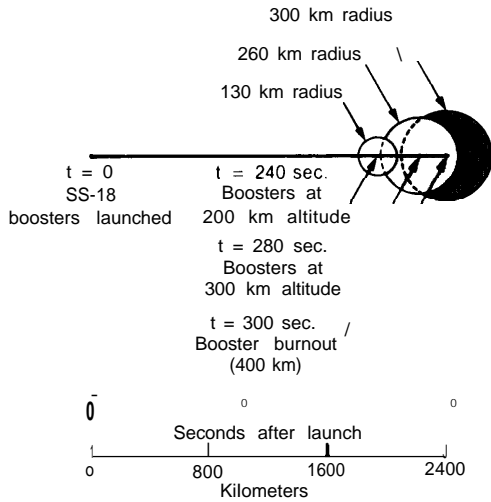 300 km radius
260 km radius
130 km radius
t = 0
SS-18
boosters launched
t = 240 sec.
Boosters at
200 km altitude
t = 280 sec.
Boosters at
300 km altitude
t = 300 sec.
Booster burnout
(400 km)
0 0 0
Seconds after launch
0 800 1600 2400
Kilometers